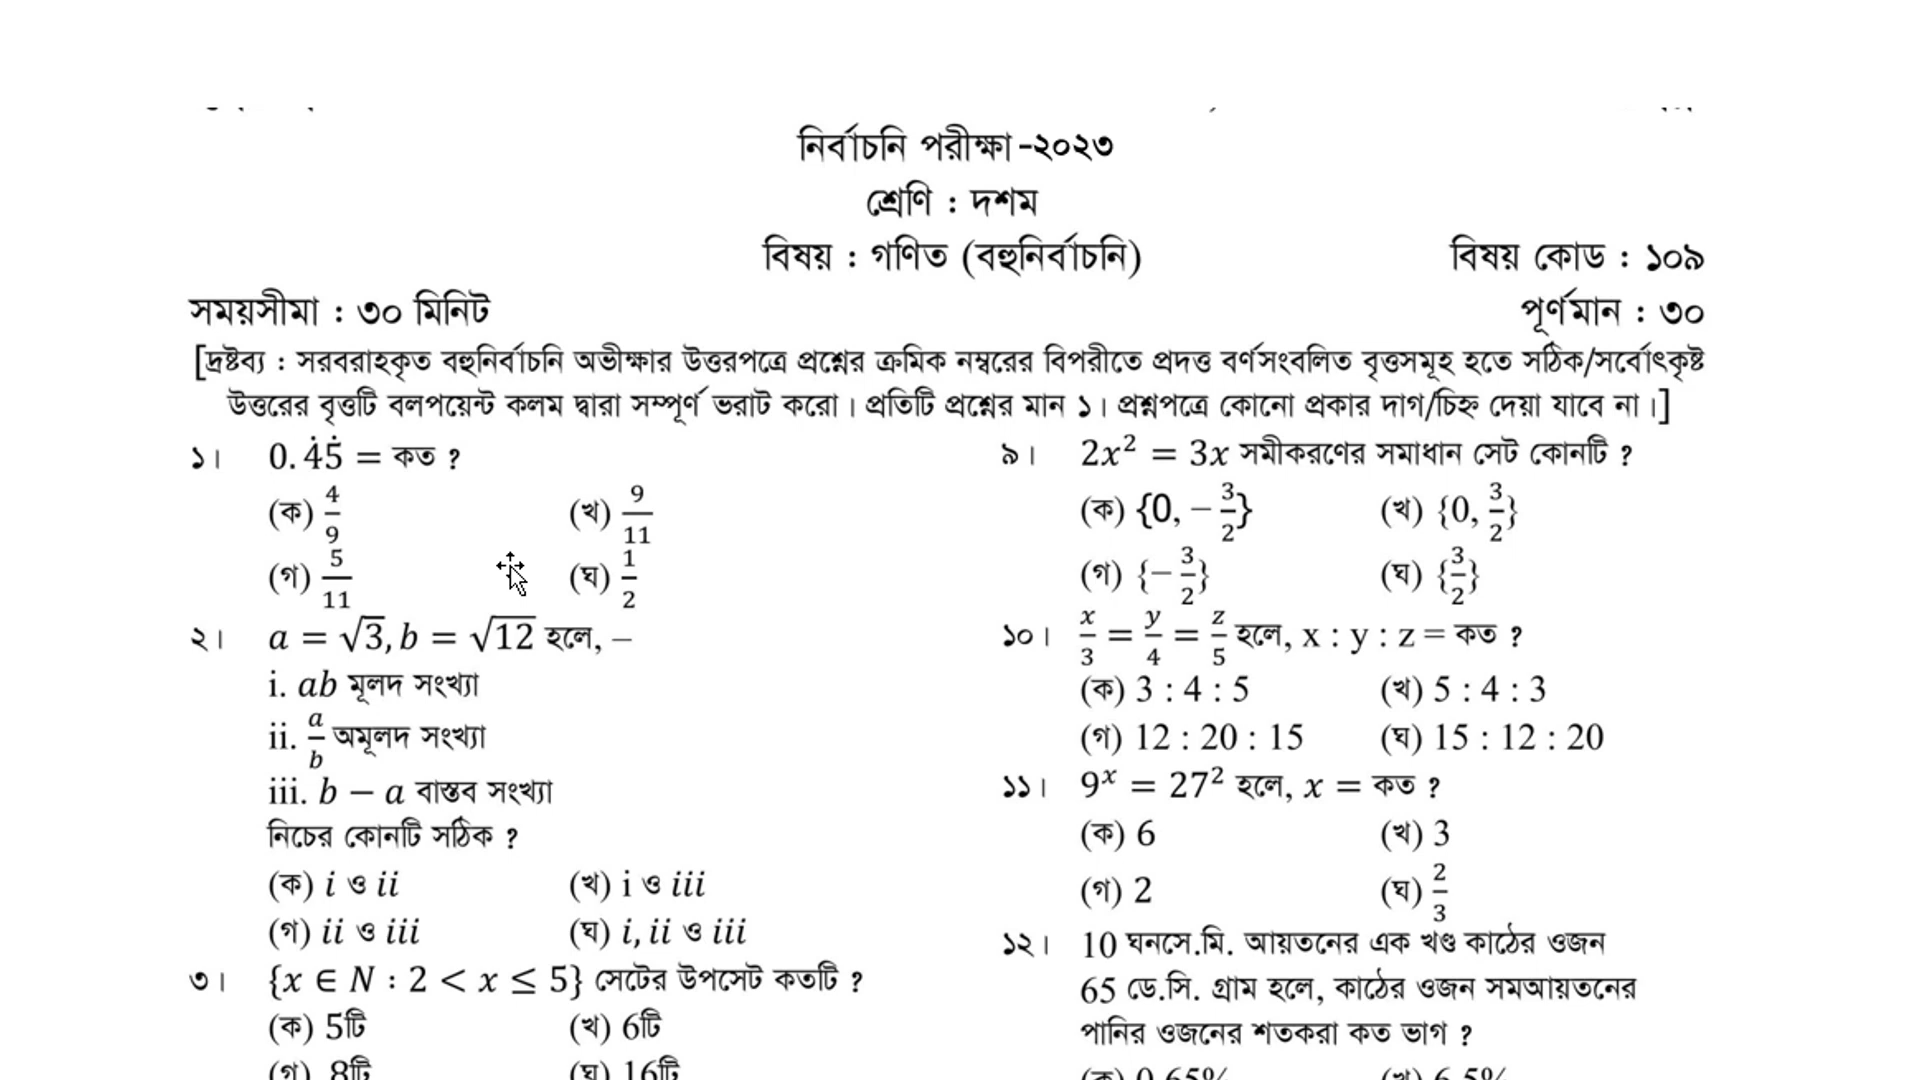 নির্বাচনি পরীক্ষা-২০২৩
শ্রেণি : দশম
বিষয় : গণিত (বহুনির্বাচনি) বিষয় কোড : ১০৯
সময়সীমা : ৩০ মিনিট পূর্ণমান : ৩০
[দ্রষ্টব্য : সরবরাহকৃত বহুনির্বাচনি অভীক্ষার উত্তরপত্রে প্রশ্নের ক্রমিক নম্বরের বিপরীতে প্রদত্ত বর্ণসংবলিত বৃত্তসমূহ হতে সঠিক/সর্বোৎকৃষ্ট
উত্তরের বৃত্তটি বলপয়েন্ট কলম দ্বারা সম্পূর্ণ ভরাট করো। প্রতিটি প্রশ্নের মান ১। প্রশ্নপত্রে কোনো প্রকার দাগ/চিহ্ন দেয়া যাবে না।]
১। 0.4̇5̇ = কত ?
(ক) 4/9 (খ) 9/11
(গ) 5/11 (ঘ) 1/2
২। a = √3, b = √12 হলে, –
i. ab মূলদ সংখ্যা
ii. a/b অমূলদ সংখ্যা
iii. b − a বাস্তব সংখ্যা
নিচের কোনটি সঠিক ?
(ক) i ও ii (খ) i ও iii
(গ) ii ও iii (ঘ) i, ii ও iii
৩। {x ∈ N : 2 < x ≤ 5} সেটের উপসেট কতটি ?
(ক) 5টি (খ) 6টি
(গ) 8টি (ঘ) 16টি
৯। 2x² = 3x সমীকরণের সমাধান সেট কোনটি ?
(ক) {0, −3/2} (খ) {0, 3/2}
(গ) {−3/2} (ঘ) {3/2}
১০। x/3 = y/4 = z/5 হলে, x : y : z = কত ?
(ক) 3 : 4 : 5 (খ) 5 : 4 : 3
(গ) 12 : 20 : 15 (ঘ) 15 : 12 : 20
১১। 9ˣ = 27² হলে, x = কত ?
(ক) 6 (খ) 3
(গ) 2 (ঘ) 2/3
১২। 10 ঘনসে.মি. আয়তনের এক খণ্ড কাঠের ওজন
65 ডে.সি. গ্রাম হলে, কাঠের ওজন সমআয়তনের
পানির ওজনের শতকরা কত ভাগ ?
(ক) 0.65% (খ) 6.5%